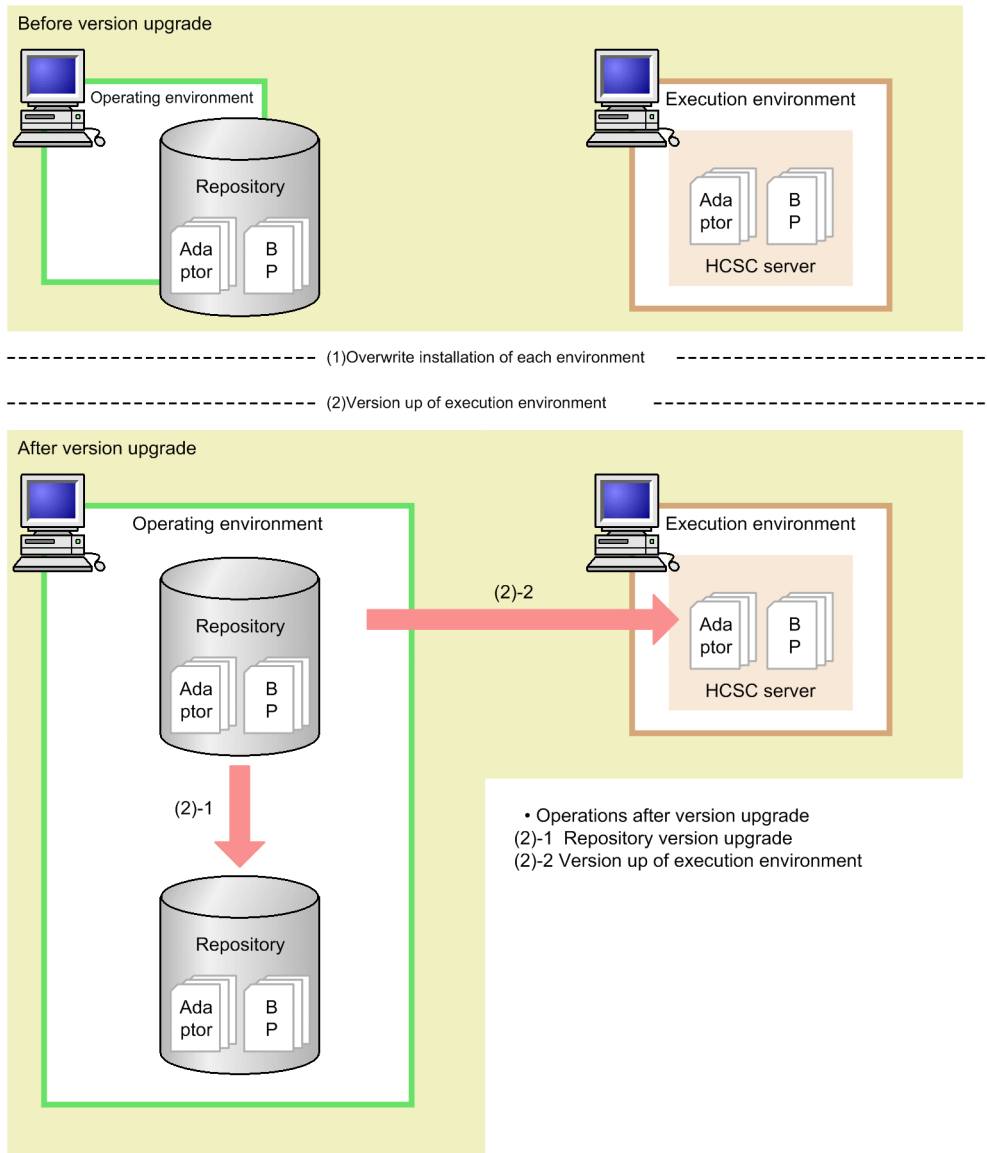 Before version upgrade
Operating environment
Repository
Ada
ptor
B
P
Execution environment
Ada
ptor
B
P
HCSC server
(1)Overwrite installation of each environment
(2)Version up of execution environment
After version upgrade
Operating environment
Repository
Ada
ptor
B
P
(2)-1
Repository
Ada
ptor
B
P
(2)-2
Execution environment
Ada
ptor
B
P
HCSC server
• Operations after version upgrade
(2)-1 Repository version upgrade
(2)-2 Version up of execution environment